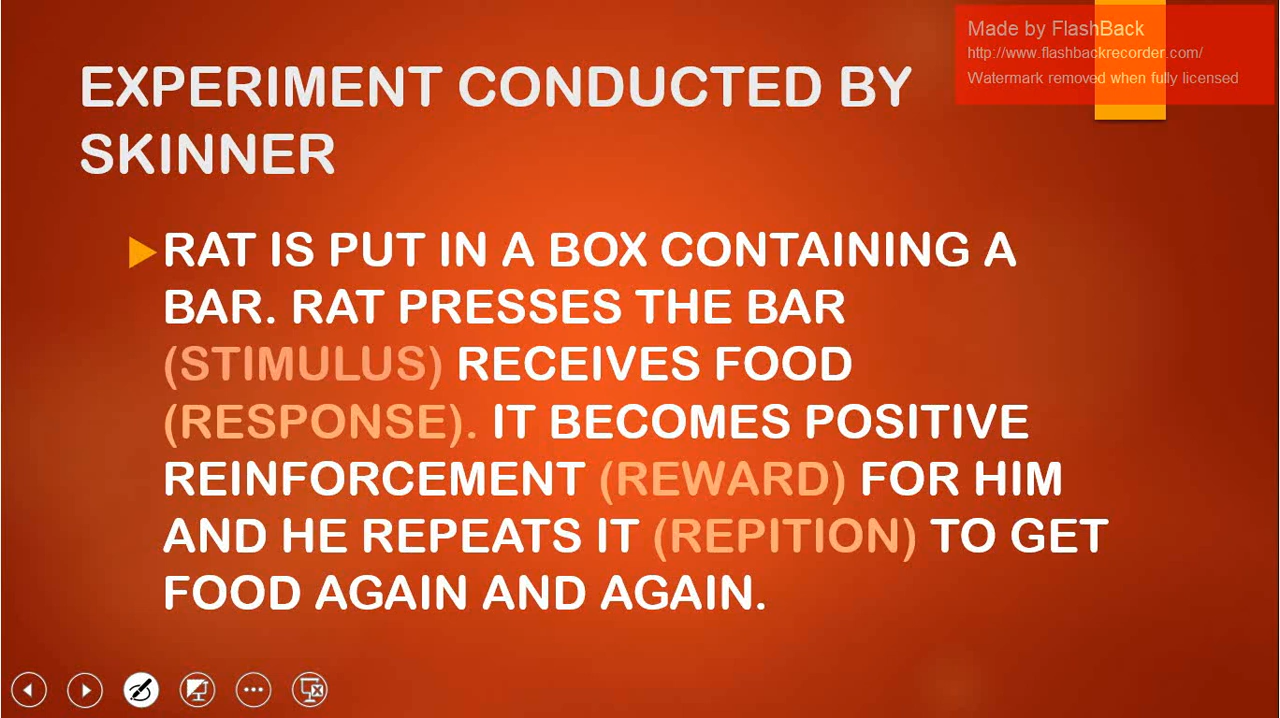 Made by FlashBack
http://www.flashbackrecorder.com/
Watermark removed when fully licensed
EXPERIMENT CONDUCTED BY
SKINNER
RAT IS PUT IN A BOX CONTAINING A
BAR. RAT PRESSES THE BAR
(STIMULUS) RECEIVES FOOD
(RESPONSE). IT BECOMES POSITIVE
REINFORCEMENT (REWARD) FOR HIM
AND HE REPEATS IT (REPITION) TO GET
FOOD AGAIN AND AGAIN.